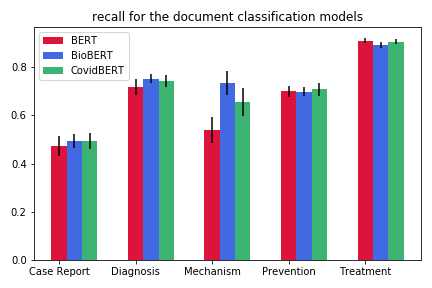 recall for the document classification models
BERT
BioBERT
CovidBERT
0.8
0.6
0.4
0.2
0.0
Case Report Diagnosis Mechanism Prevention Treatment